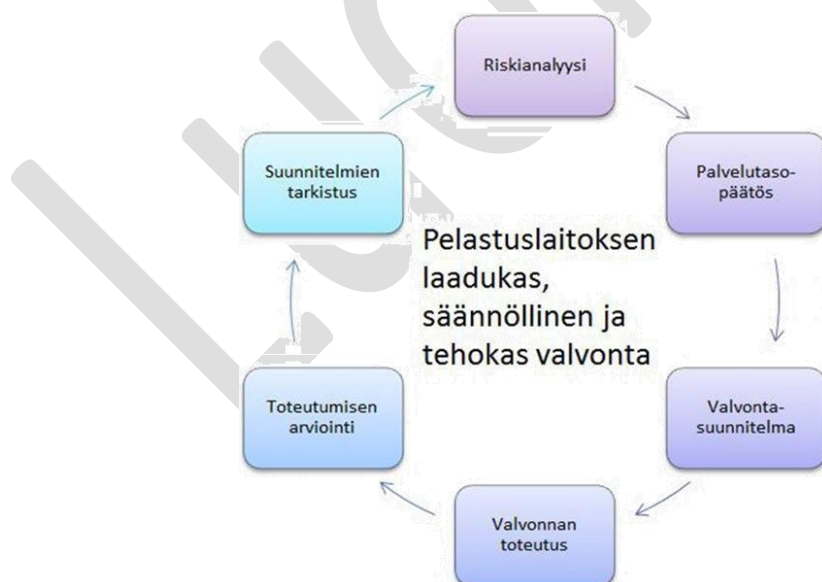 Riskianalyysi
Palvelutaso-
päätös
Valvonta-
suunnitelma
Valvonnan
toteutus
Toteutumisen
arviointi
Suunnitelmien
tarkistus
Pelastuslaitoksen
laadukas,
säännöllinen ja
tehokas valvonta